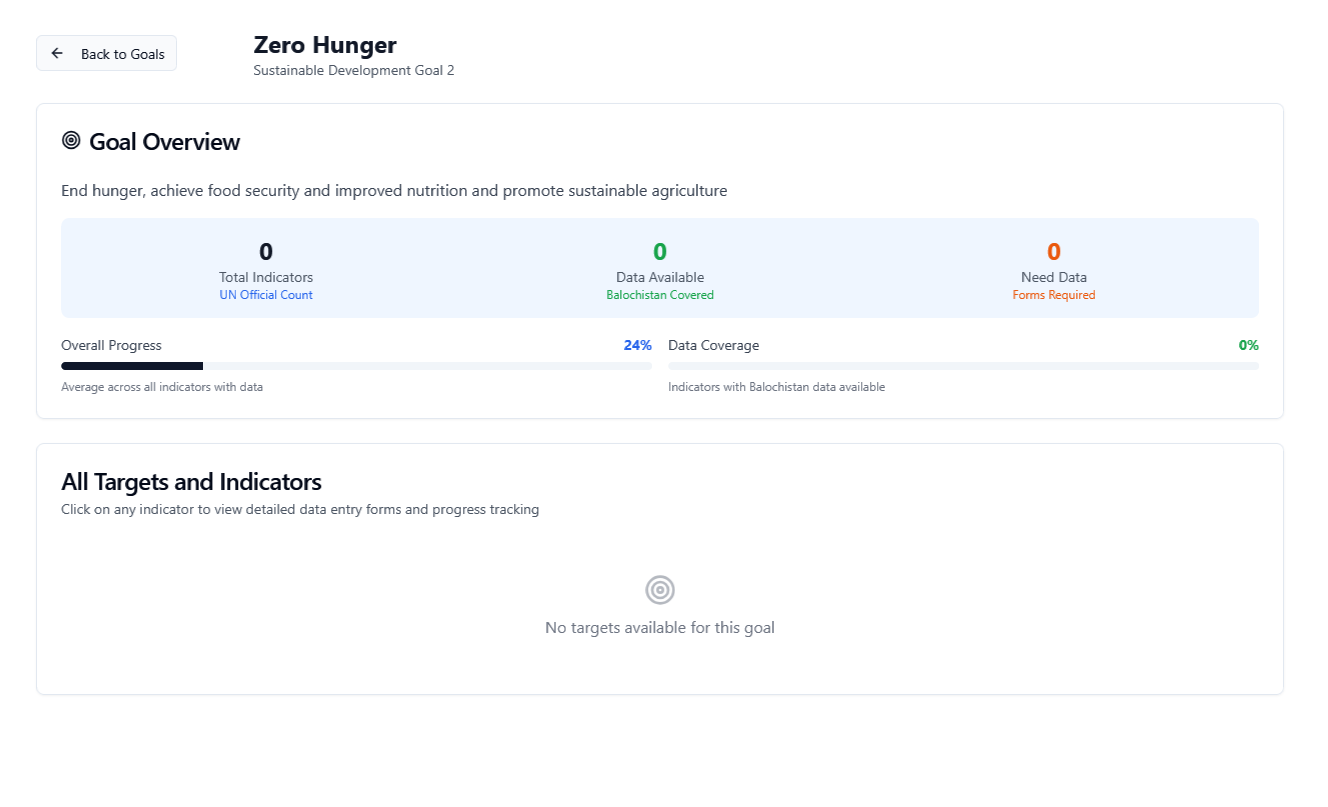 Back to Goals
Zero Hunger
Sustainable Development Goal 2
Goal Overview
End hunger, achieve food security and improved nutrition and promote sustainable agriculture
0
Total Indicators
UN Official Count
0
Data Available
Balochistan Covered
0
Need Data
Forms Required
Overall Progress 24%
Average across all indicators with data
Data Coverage 0%
Indicators with Balochistan data available
All Targets and Indicators
Click on any indicator to view detailed data entry forms and progress tracking
No targets available for this goal